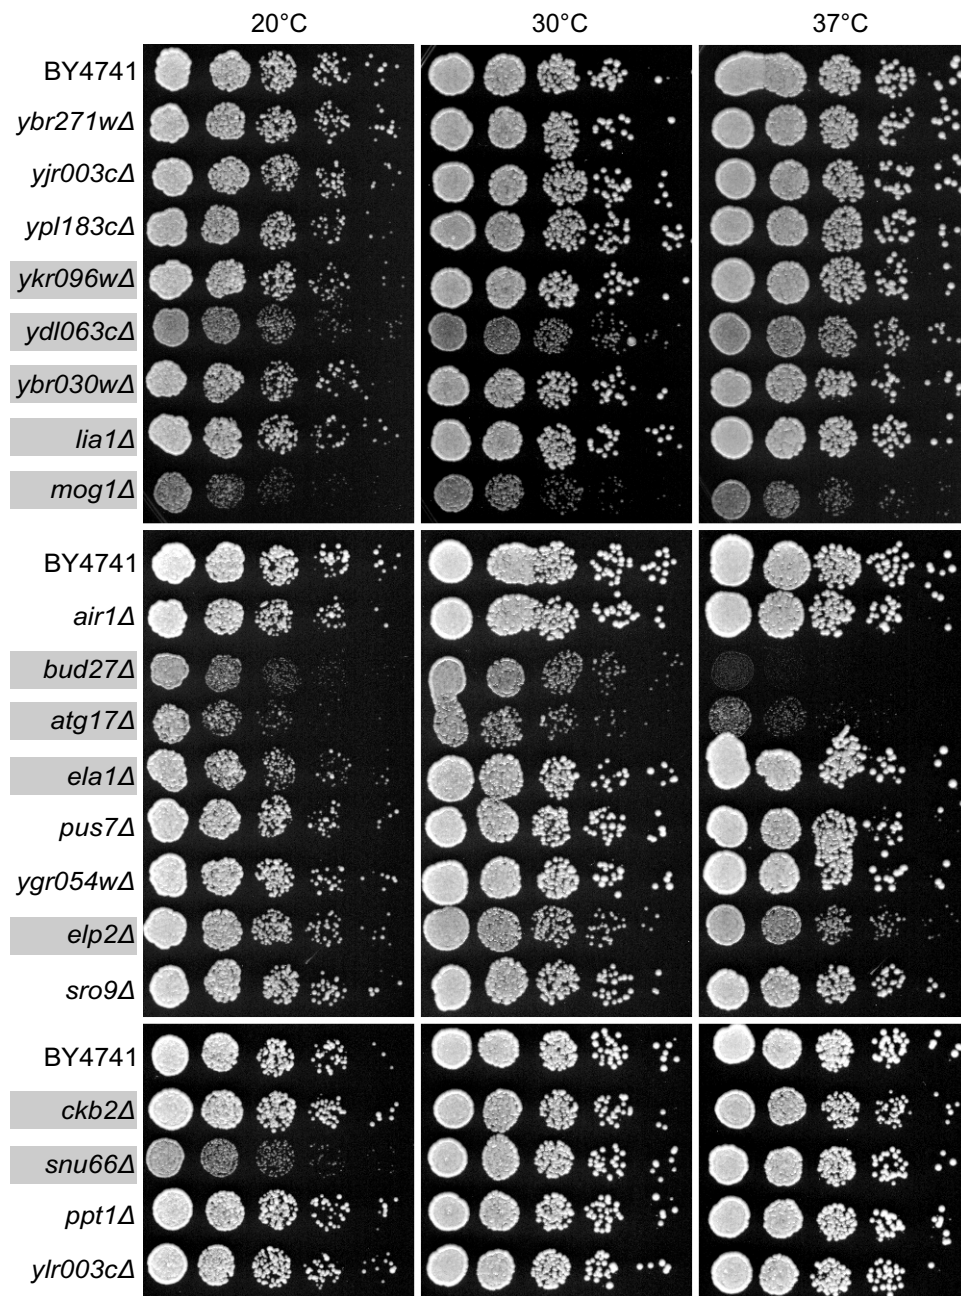 20°C 30°C 37°C
BY4741
ybr271wΔ
yjr003cΔ
ypl183cΔ
ykr096wΔ
ydl063cΔ
ybr030wΔ
lia1Δ
mog1Δ
BY4741
air1Δ
bud27Δ
atg17Δ
ela1Δ
pus7Δ
ygr054wΔ
elp2Δ
sro9Δ
BY4741
ckb2Δ
snu66Δ
ppt1Δ
ylr003cΔ